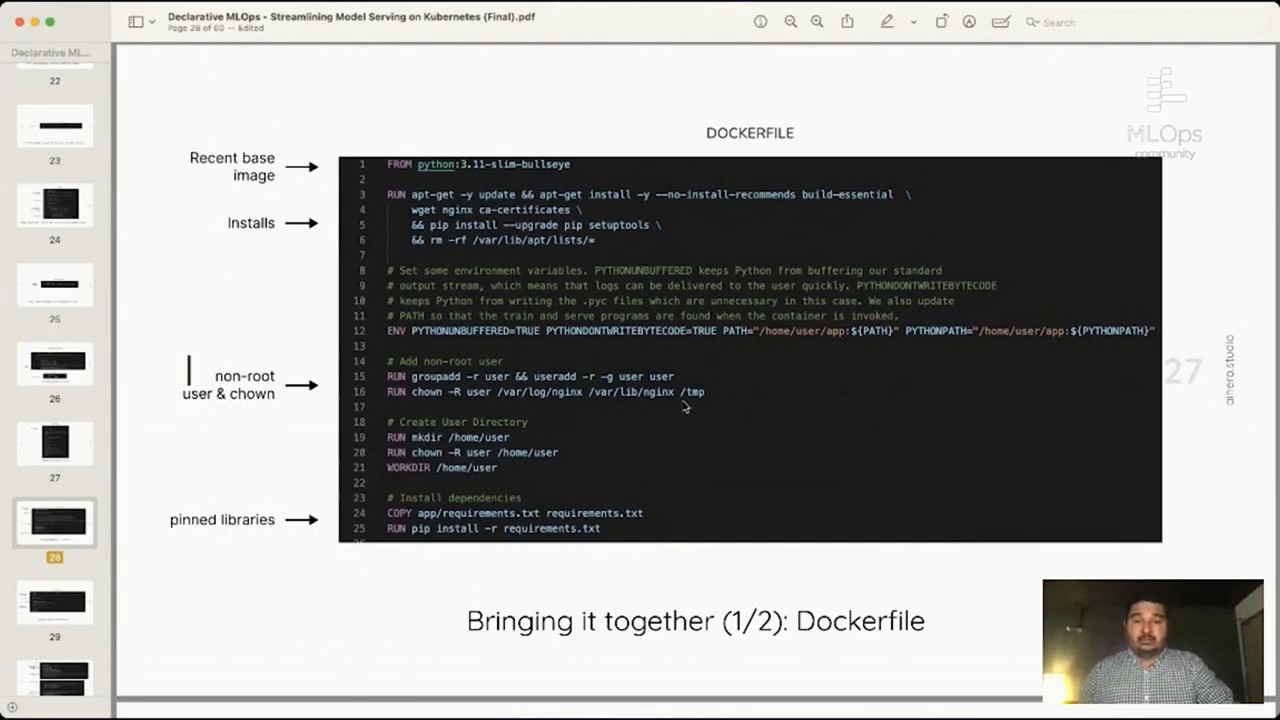 Declarative MLOps - Streamlining Model Serving on Kubernetes (Final).pdf
Page 28 of 60 — Edited
Search
Declarative ML...
22
23
24
25
26
27
28
29
MLOps
community
DOCKERFILE
Recent base
image
Installs
non-root
user & chown
pinned libraries
1 FROM python:3.11-slim-bullseye
2
3 RUN apt-get -y update && apt-get install -y --no-install-recommends build-essential \
4 wget nginx ca-certificates \
5 && pip install --upgrade pip setuptools \
6 && rm -rf /var/lib/apt/lists/*
7
8 # Set some environment variables. PYTHONUNBUFFERED keeps Python from buffering our standard
9 # output stream, which means that logs can be delivered to the user quickly. PYTHONDONTWRITEBYTECODE
10 # keeps Python from writing the .pyc files which are unnecessary in this case. We also update
11 # PATH so that the train and serve programs are found when the container is invoked.
12 ENV PYTHONUNBUFFERED=TRUE PYTHONDONTWRITEBYTECODE=TRUE PATH="/home/user/app:${PATH}" PYTHONPATH="/home/user/app:${PYTHONPATH}"
13
14 # Add non-root user
15 RUN groupadd -r user && useradd -r -g user user
16 RUN chown -R user /var/log/nginx /var/lib/nginx /tmp
17
18 # Create User Directory
19 RUN mkdir /home/user
20 RUN chown -R user /home/user
21 WORKDIR /home/user
22
23 # Install dependencies
24 COPY app/requirements.txt requirements.txt
25 RUN pip install -r requirements.txt
27
aihero.studio
Bringing it together (1/2): Dockerfile